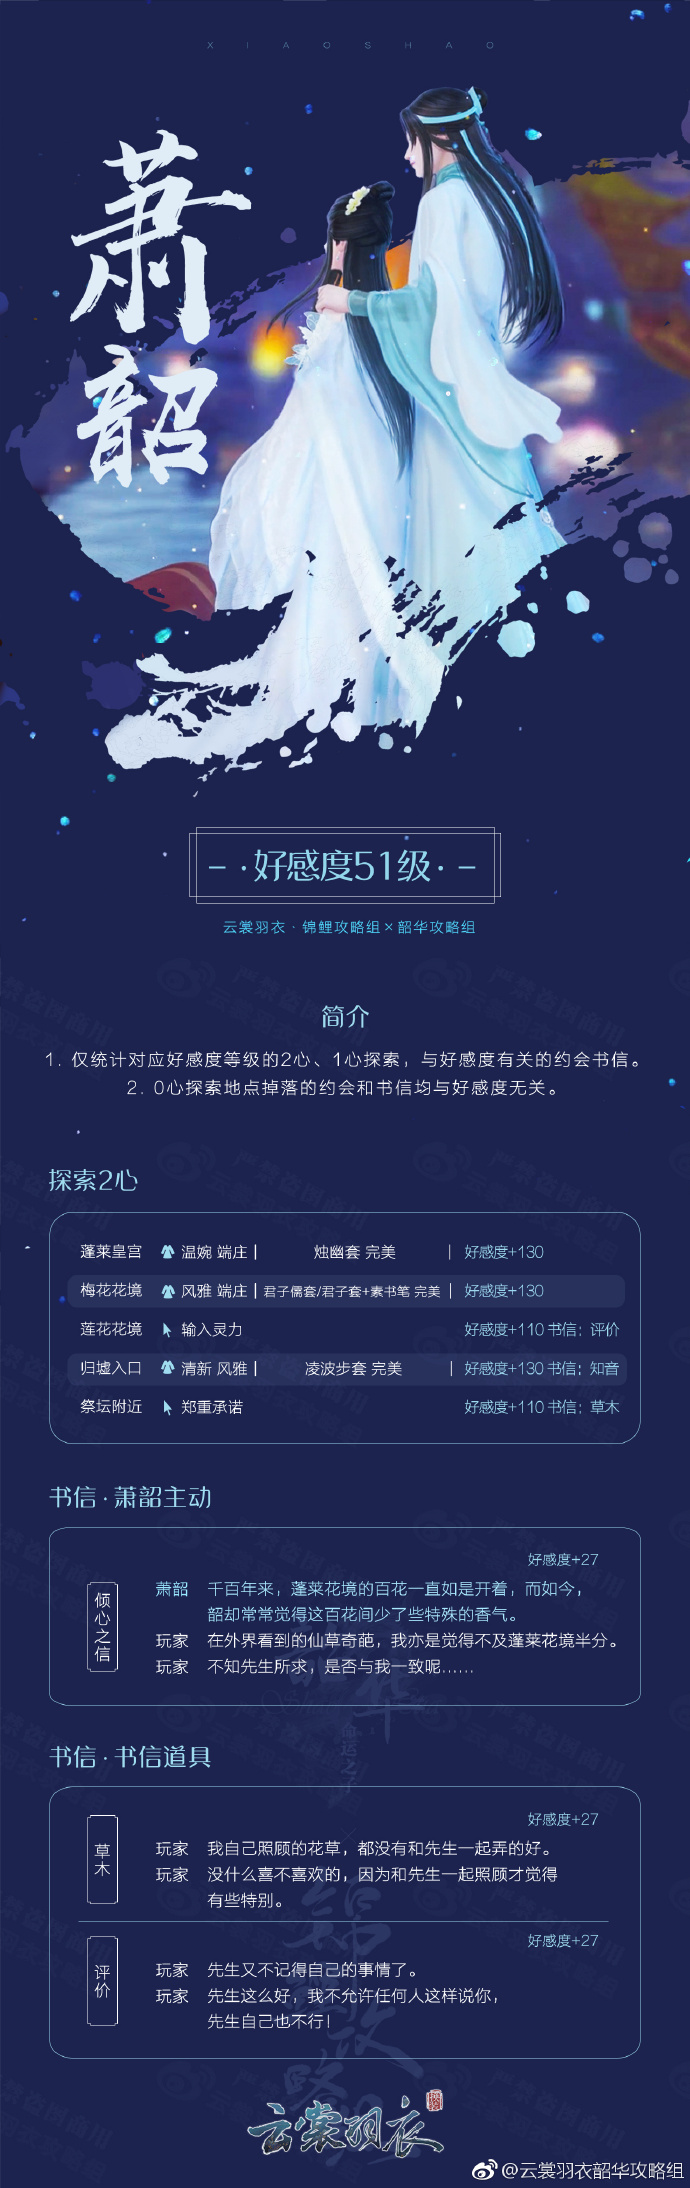 XIAOSHAO
萧韶
- ·好感度51级· -
云裳羽衣 · 锦鲤攻略组×韶华攻略组
简介
1. 仅统计对应好感度等级的2心、1心探索，与好感度有关的约会书信。
2. 0心探索地点掉落的约会和书信均与好感度无关。
探索2心
蓬莱皇宫 温婉 端庄 | 烛幽套 完美 | 好感度+130
梅花花境 风雅 端庄 | 君子儒套/君子套+素书笔 完美 | 好感度+130
莲花花境 输入灵力 好感度+110 书信：评价
归墟入口 清新 风雅 | 凌波步套 完美 | 好感度+130 书信：知音
祭坛附近 郑重承诺 好感度+110 书信：草木
书信 · 萧韶主动
好感度+27
倾心之信
萧韶 千百年来，蓬莱花境的百花一直如是开着，而如今，
韶却常常觉得这百花间少了些特殊的香气。
玩家 在外界看到的仙草奇葩，我亦是觉得不及蓬莱花境半分。
玩家 不知先生所求，是否与我一致呢……
书信 · 书信道具
好感度+27
草木
玩家 我自己照顾的花草，都没有和先生一起弄的好。
玩家 没什么喜不喜欢的，因为和先生一起照顾才觉得
有些特别。
好感度+27
评价
玩家 先生又不记得自己的事情了。
玩家 先生这么好，我不允许任何人这样说你，
先生自己也不行！
云裳羽衣
@云裳羽衣韶华攻略组